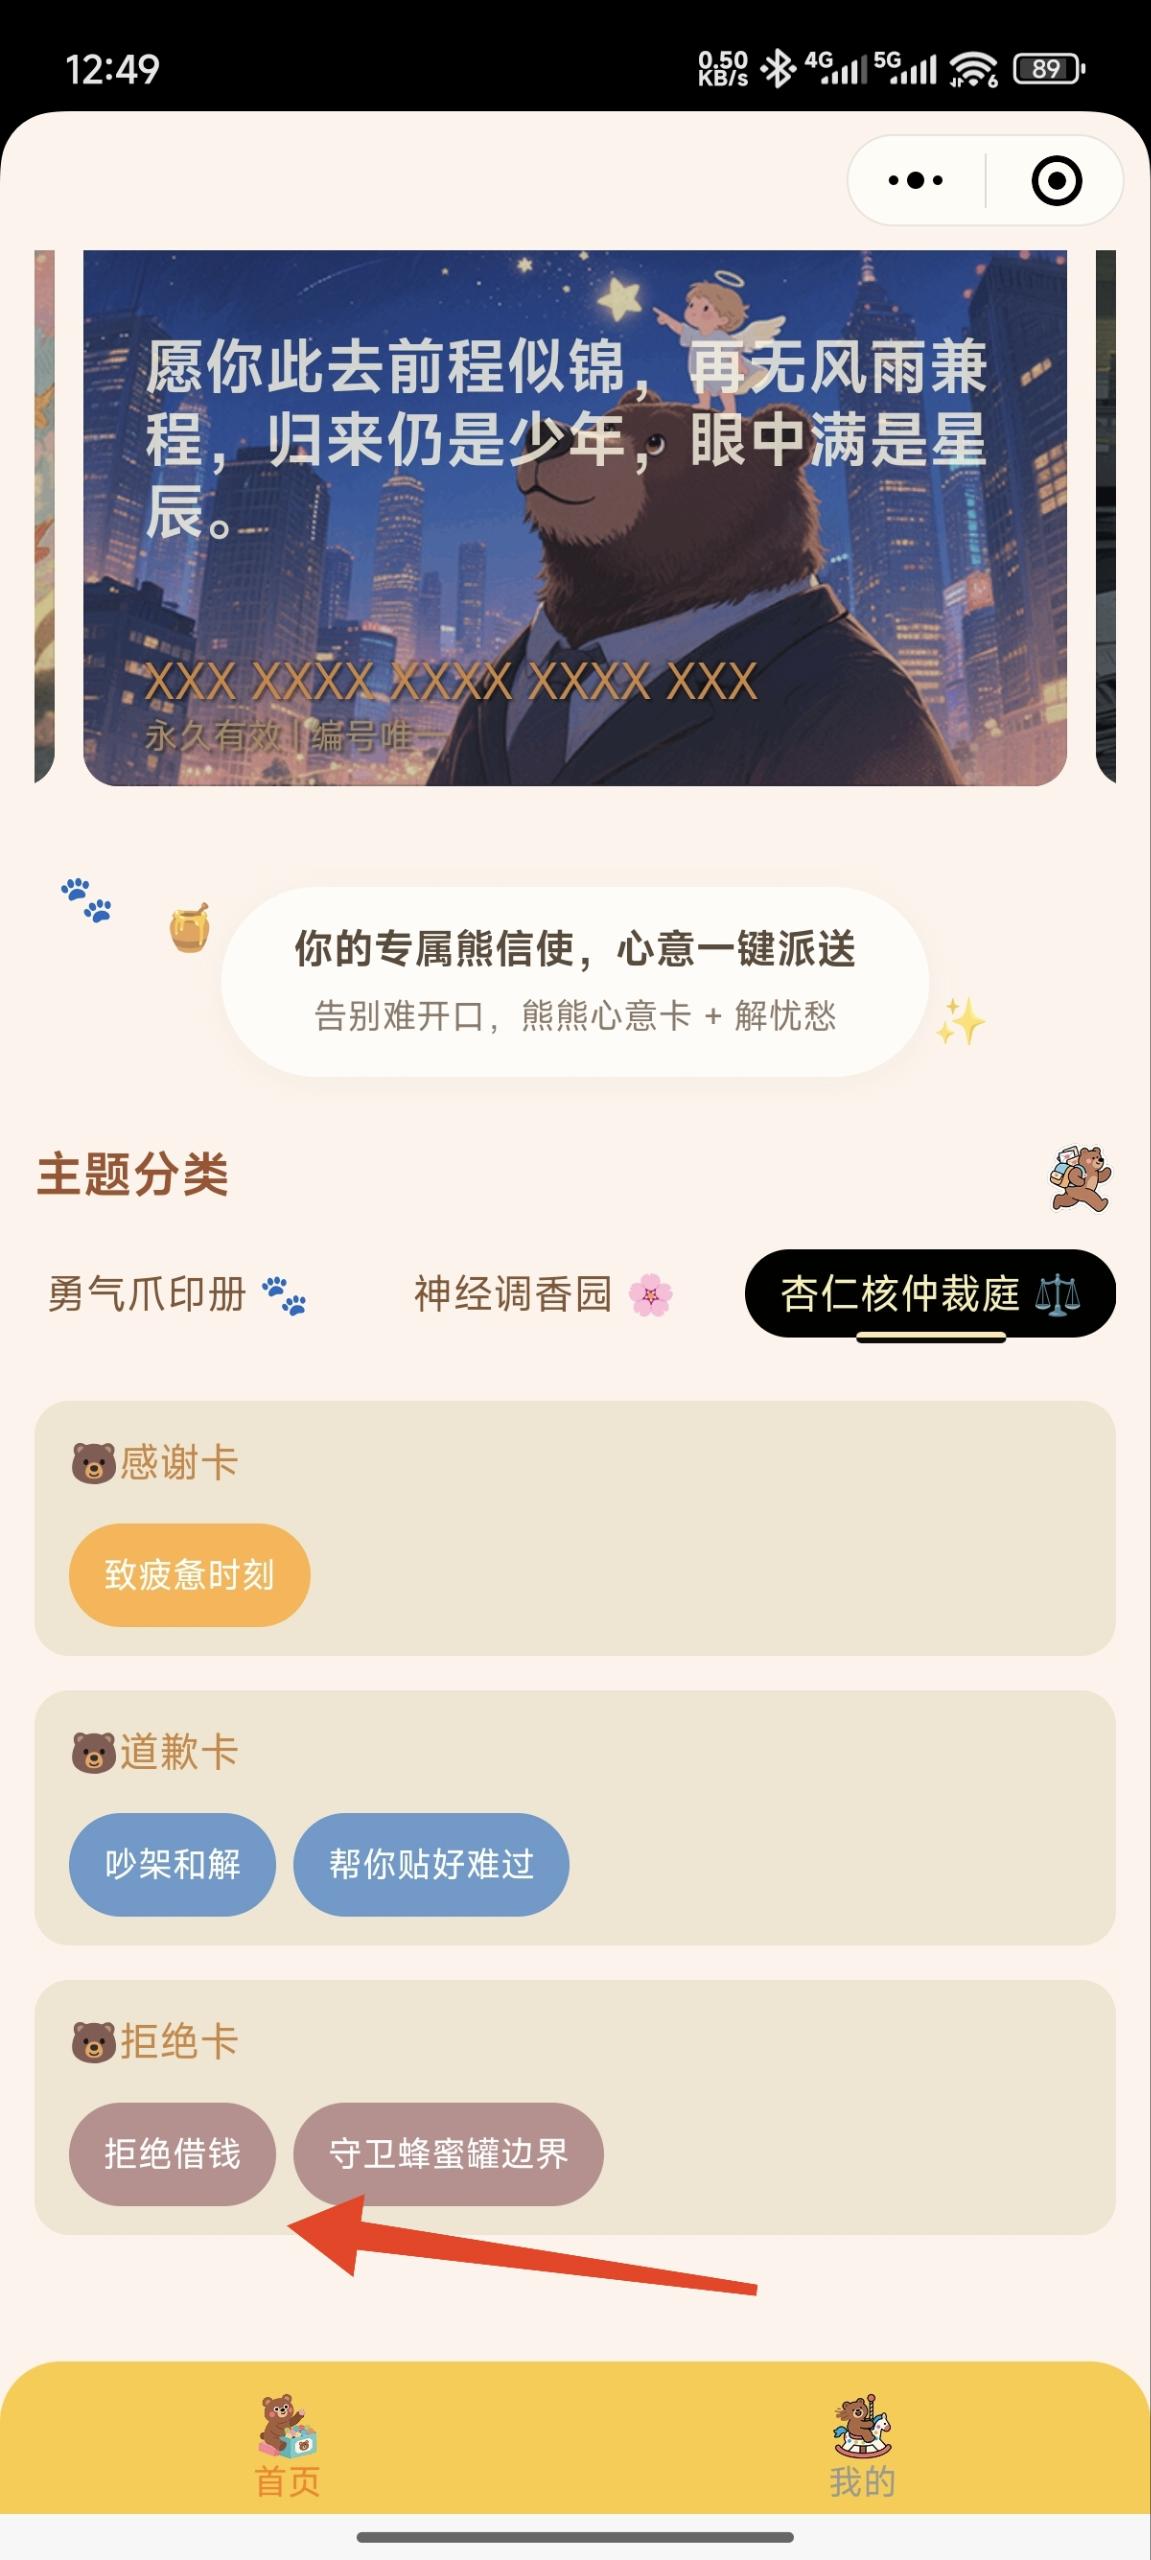 12:49
0.50 KB/s 4G 5G 6 89
愿你此去前程似锦，再无风雨兼
程，归来仍是少年，眼中满是星
辰。
XXX XXXX XXXX XXXX XXX
永久有效 | 编号唯一
你的专属熊信使，心意一键派送
告别难开口，熊熊心意卡 + 解忧愁
主题分类
勇气爪印册 神经调香园 杏仁核仲裁庭
感谢卡
致疲惫时刻
道歉卡
吵架和解 帮你贴好难过
拒绝卡
拒绝借钱 守卫蜂蜜罐边界
首页 我的